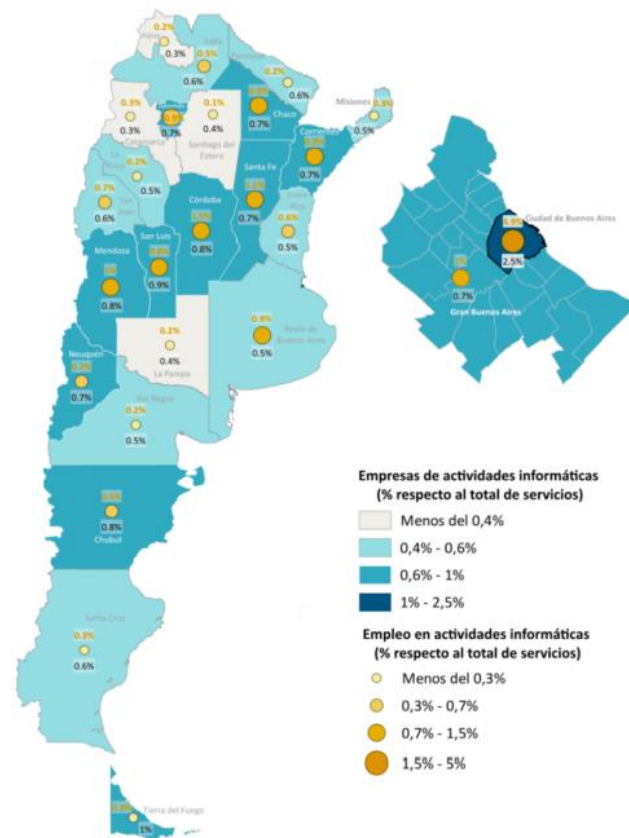 0.2%
Jujuy
0.3%
Salta
0.5%
0.6%
Formosa
0.2%
0.6%
Misiones
0.3%
0.5%
0.3%
0.3%
Catamarca
0.7%
0.1%
0.4%
Santiago del
Estero
Chaco
0.7%
Corrientes
0.7%
0.2%
0.5%
0.7%
San Juan
0.6%
Santa Fe
0.7%
Córdoba
0.8%
0.6%
0.5%
Mendoza
0.8%
San Luis
0.9%
0.9%
Resto de
Buenos Aires
0.5%
0.2%
0.4%
La Pampa
Neuquén
0.7%
Río Negro
0.2%
0.5%
0.8%
Chubut
Santa Cruz
0.3%
0.6%
Tierra del Fuego
1%
Ciudad de Buenos Aires
2.5%
0.7%
Gran Buenos Aires
Empresas de actividades informáticas
(% respecto al total de servicios)
Menos del 0,4%
0,4% - 0,6%
0,6% - 1%
1% - 2,5%
Empleo en actividades informáticas
(% respecto al total de servicios)
Menos del 0,3%
0,3% - 0,7%
0,7% - 1,5%
1,5% - 5%